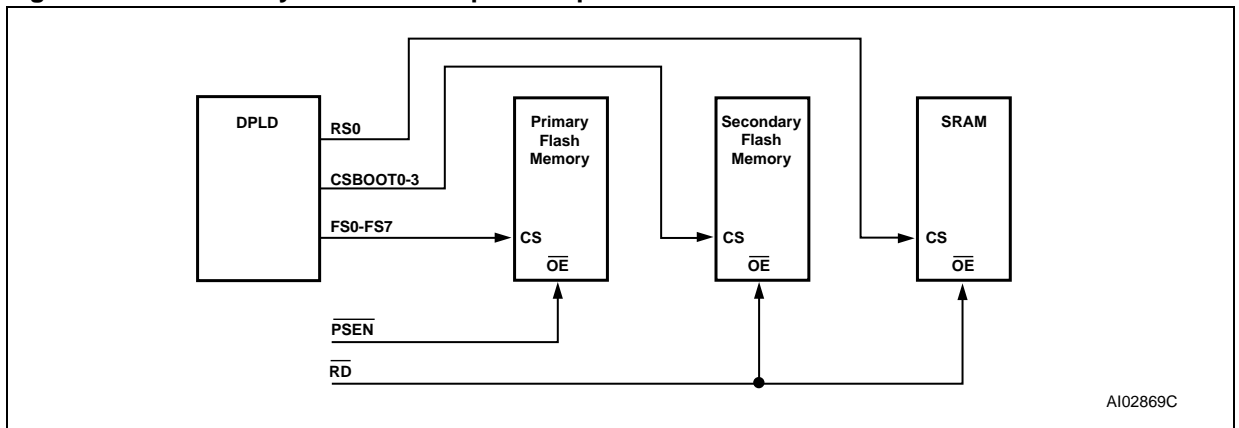 DPLD
RS0
CSBOOT0-3
FS0-FS7
Primary
Flash
Memory
CS
OE
Secondary
Flash
Memory
CS
OE
SRAM
CS
OE
PSEN
RD
AI02869C